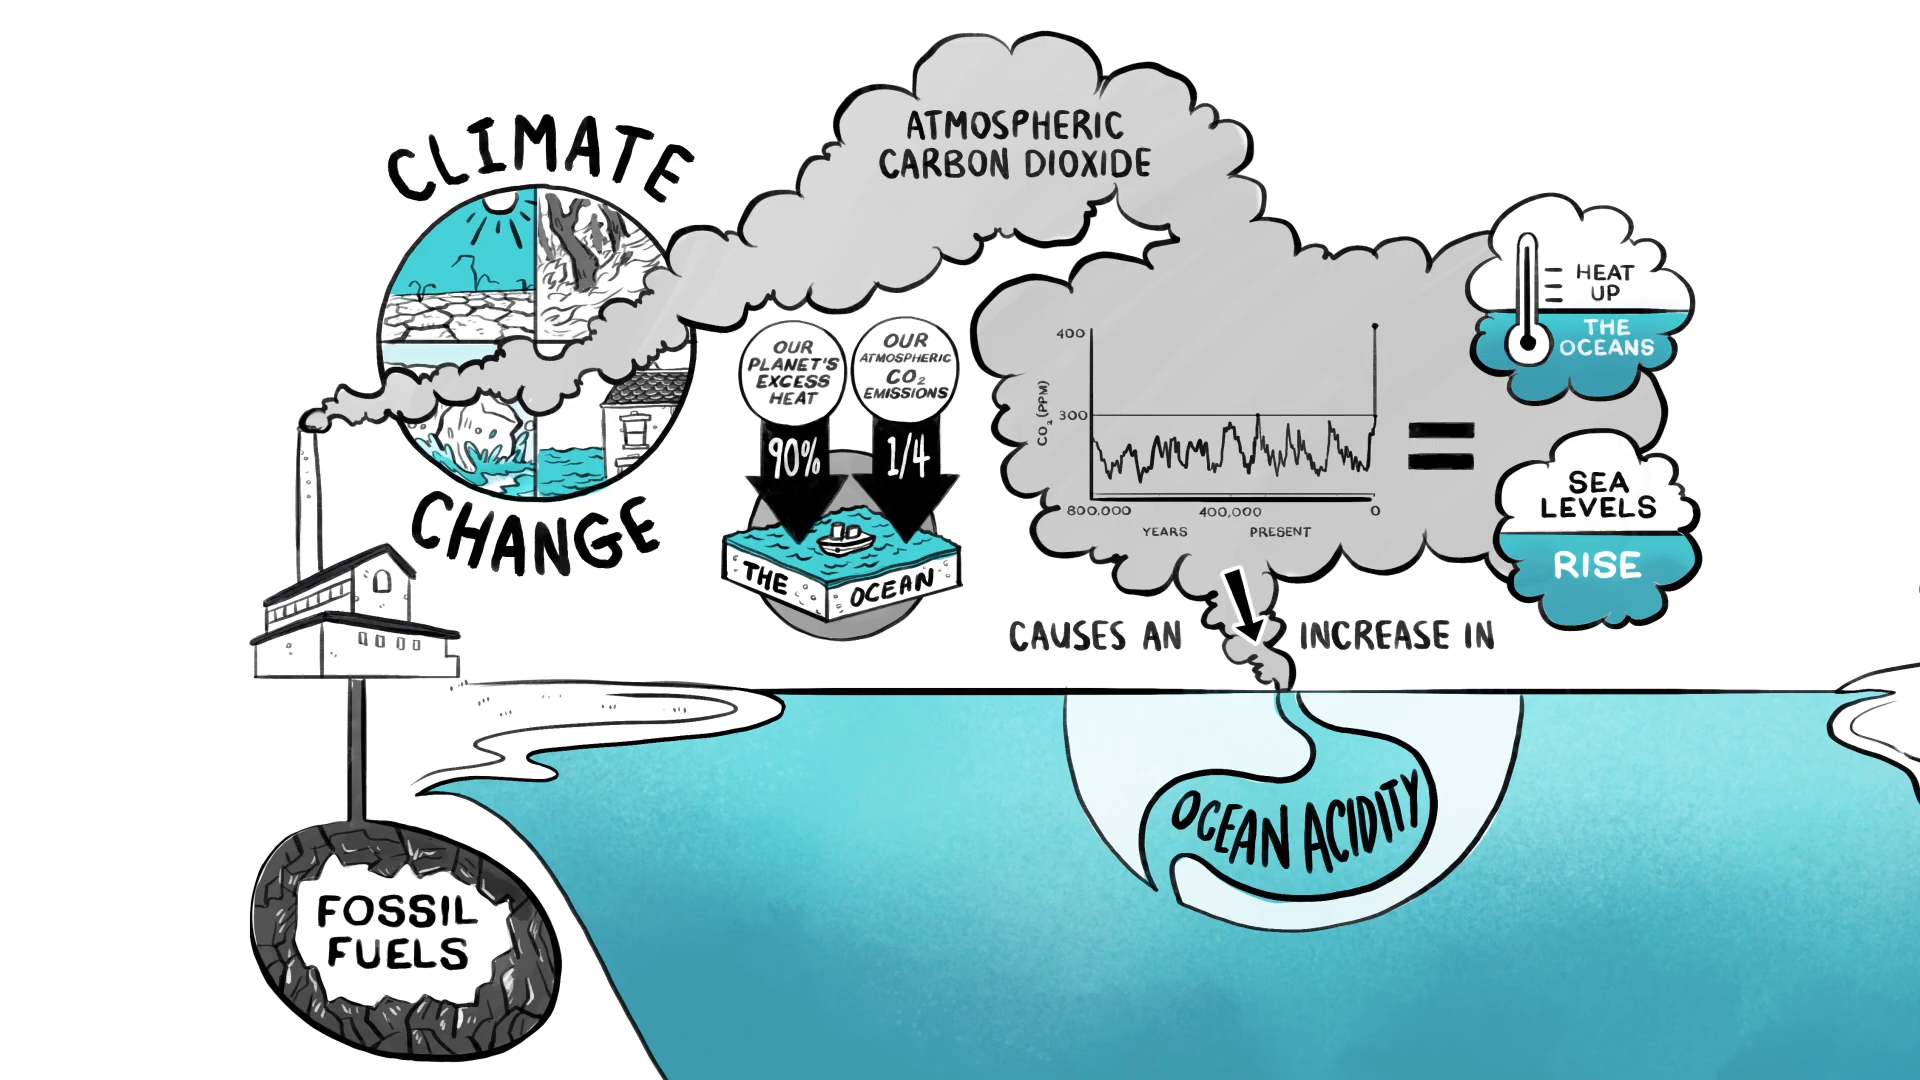 CLIMATE
CHANGE
ATMOSPHERIC
CARBON DIOXIDE
OUR
PLANET'S
EXCESS
HEAT
90%
OUR
ATMOSPHERIC
CO₂
EMISSIONS
1/4
THE OCEAN
CO₂ (PPM)
400
300
800,000 400,000 0
YEARS PRESENT
=
HEAT
UP
THE
OCEANS
SEA
LEVELS
RISE
CAUSES AN INCREASE IN
OCEAN ACIDITY
FOSSIL
FUELS